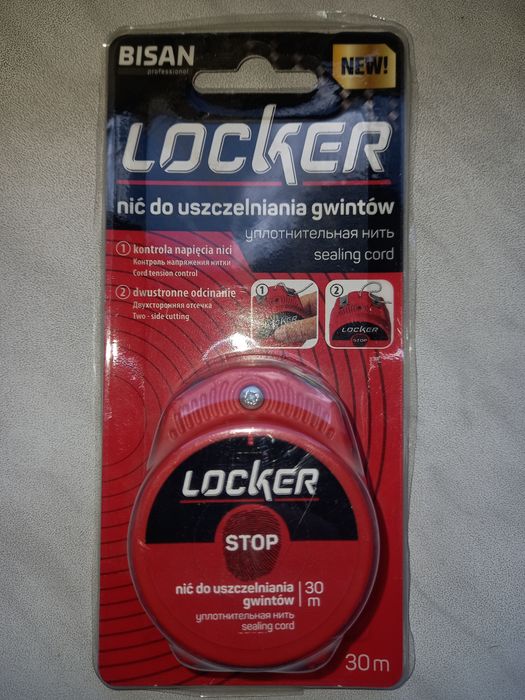 BISAN
professional
NEW!
LOCKER
nić do uszczelniania gwintów
уплотнительная нить
sealing cord
1 kontrola napięcia nici
Контроль напряжения нитки
Cord tension control
2 dwustronne odcinanie
Двухсторонняя отсечка
Two - side cutting
1
2
LOCKER
LOCKER
STOP
LOCKER
STOP
nić do uszczelniania
gwintów
30
m
уплотнительная нить
sealing cord
30m